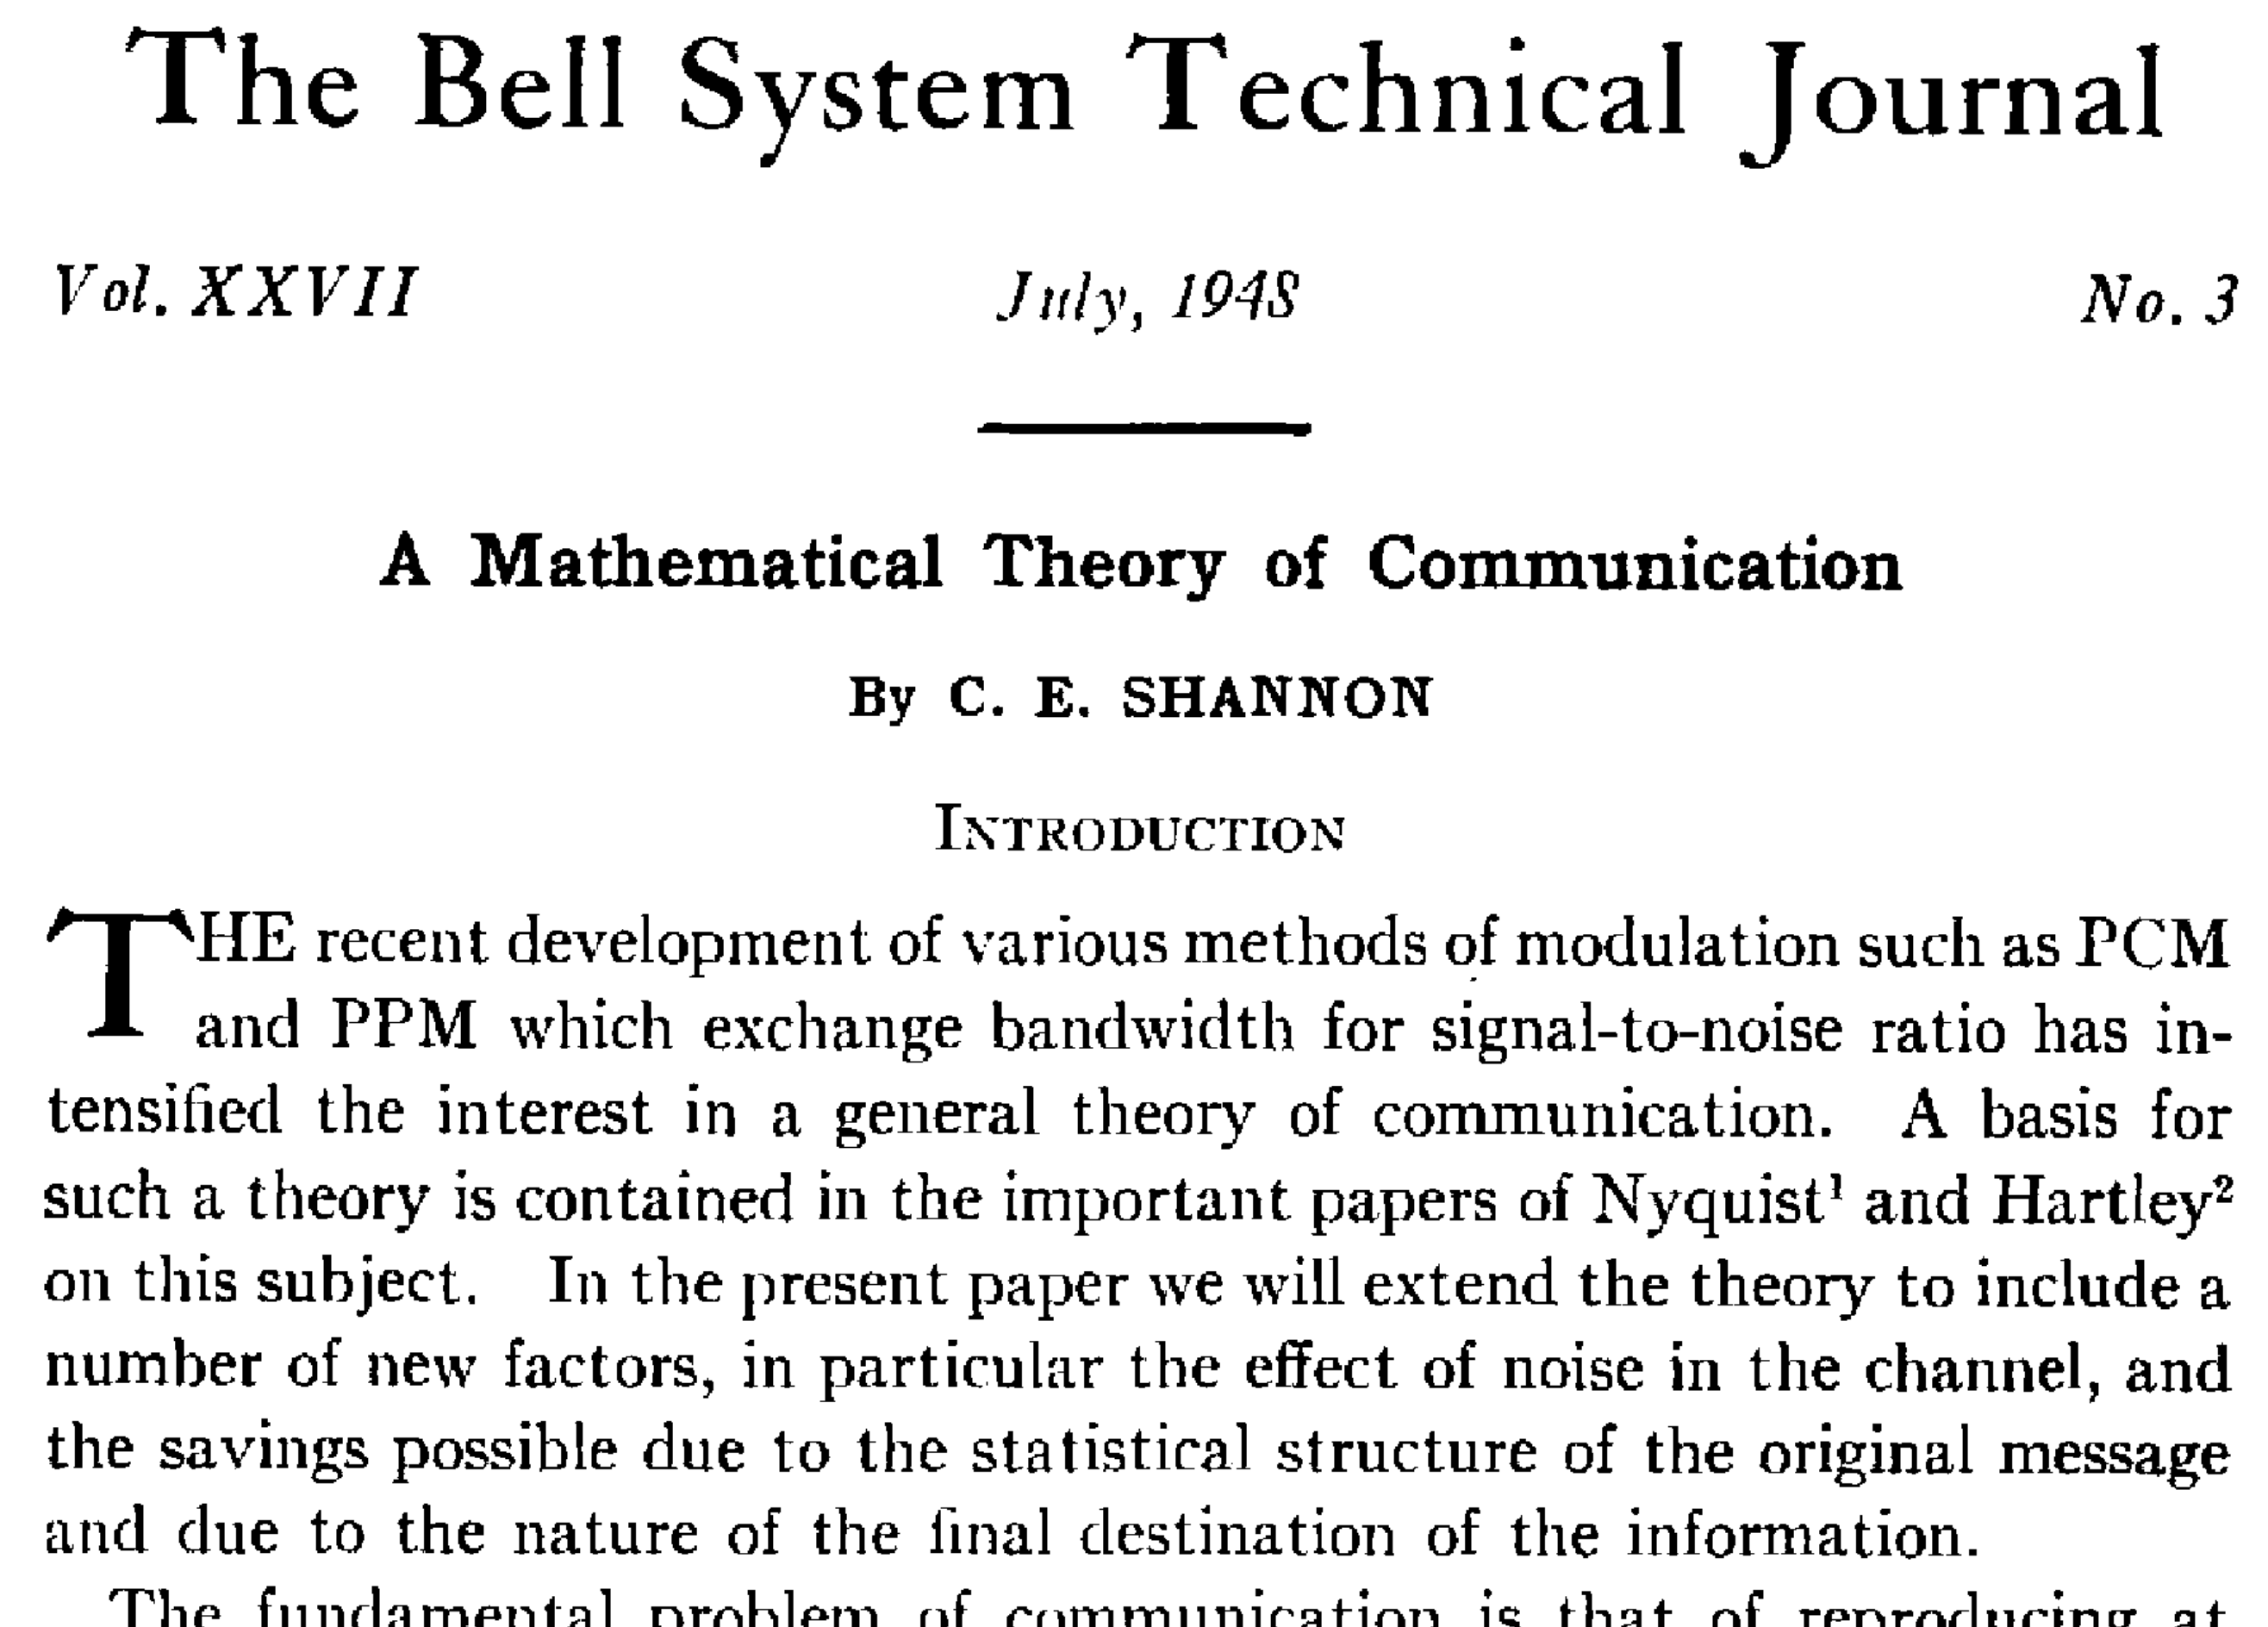 The Bell System Technical Journal
Vol. XXVII July, 1948 No. 3
A Mathematical Theory of Communication
By C. E. SHANNON
INTRODUCTION
THE recent development of various methods of modulation such as PCM
and PPM which exchange bandwidth for signal-to-noise ratio has in-
tensified the interest in a general theory of communication. A basis for
such a theory is contained in the important papers of Nyquist¹ and Hartley²
on this subject. In the present paper we will extend the theory to include a
number of new factors, in particular the effect of noise in the channel, and
the savings possible due to the statistical structure of the original message
and due to the nature of the final destination of the information.
The fundamental problem of communication is that of reproducing at